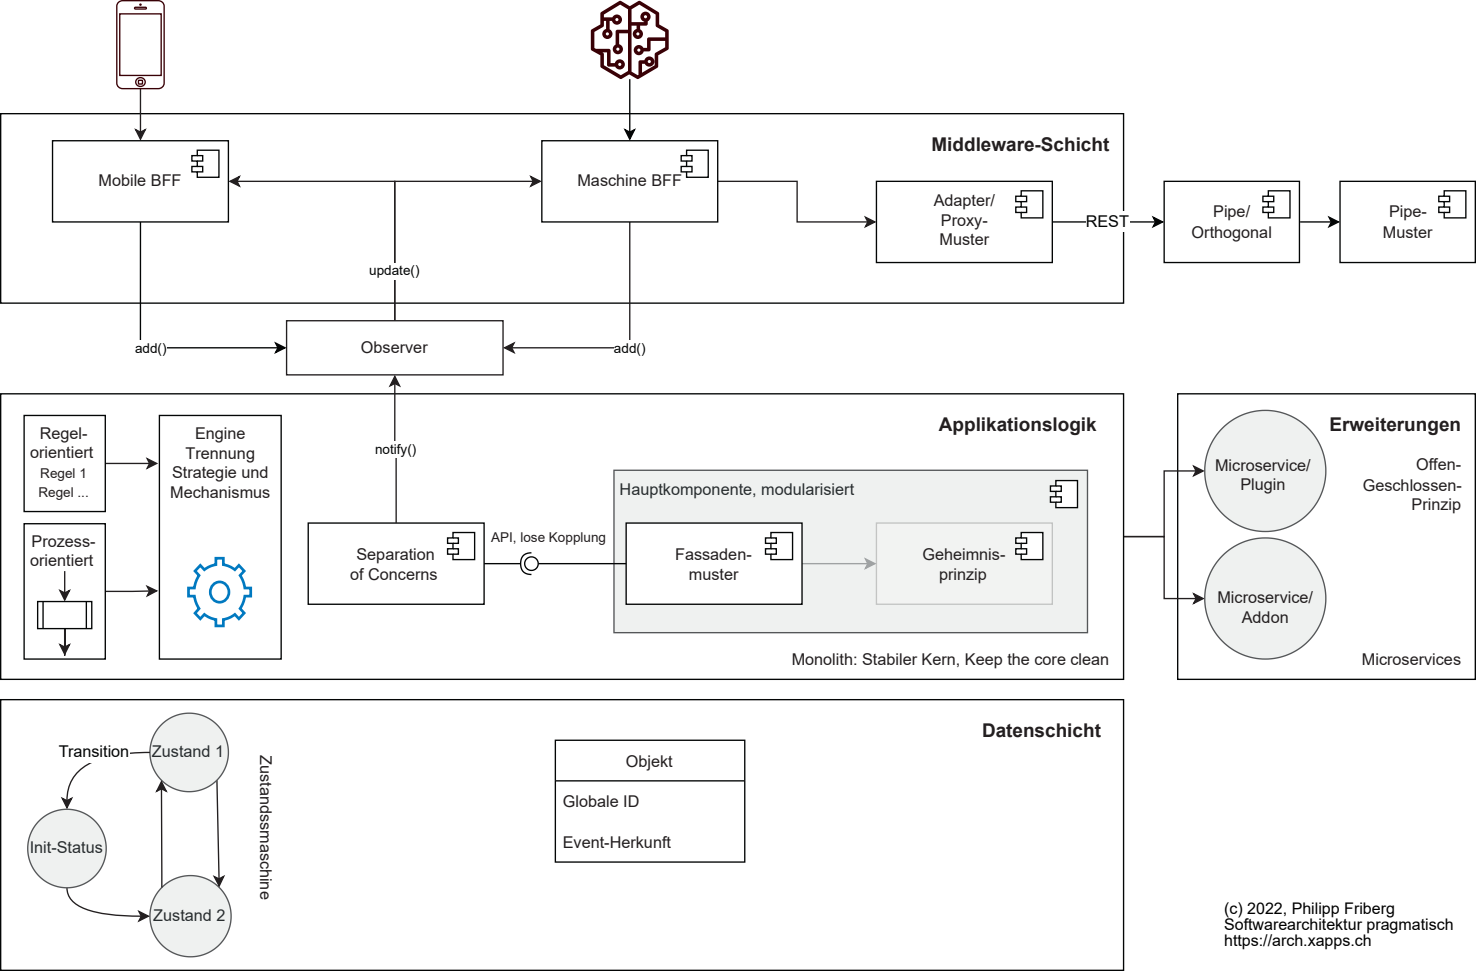 Middleware-Schicht
Mobile BFF
Maschine BFF
Adapter/
Proxy-
Muster
REST
Pipe/
Orthogonal
Pipe-
Muster
update()
add()
Observer
add()
Applikationslogik
Regel-
orientiert
Regel 1
Regel ...
Prozess-
orientiert
Engine
Trennung
Strategie und
Mechanismus
notify()
Separation
of Concerns
API, lose Kopplung
Hauptkomponente, modularisiert
Fassaden-
muster
Geheimnis-
prinzip
Monolith: Stabiler Kern, Keep the core clean
Erweiterungen
Microservice/
Plugin
Offen-
Geschlossen-
Prinzip
Microservice/
Addon
Microservices
Datenschicht
Transition
Zustand 1
Init-Status
Zustand 2
Zustandssmaschine
Objekt
Globale ID
Event-Herkunft
(c) 2022, Philipp Friberg
Softwarearchitektur pragmatisch
https://arch.xapps.ch